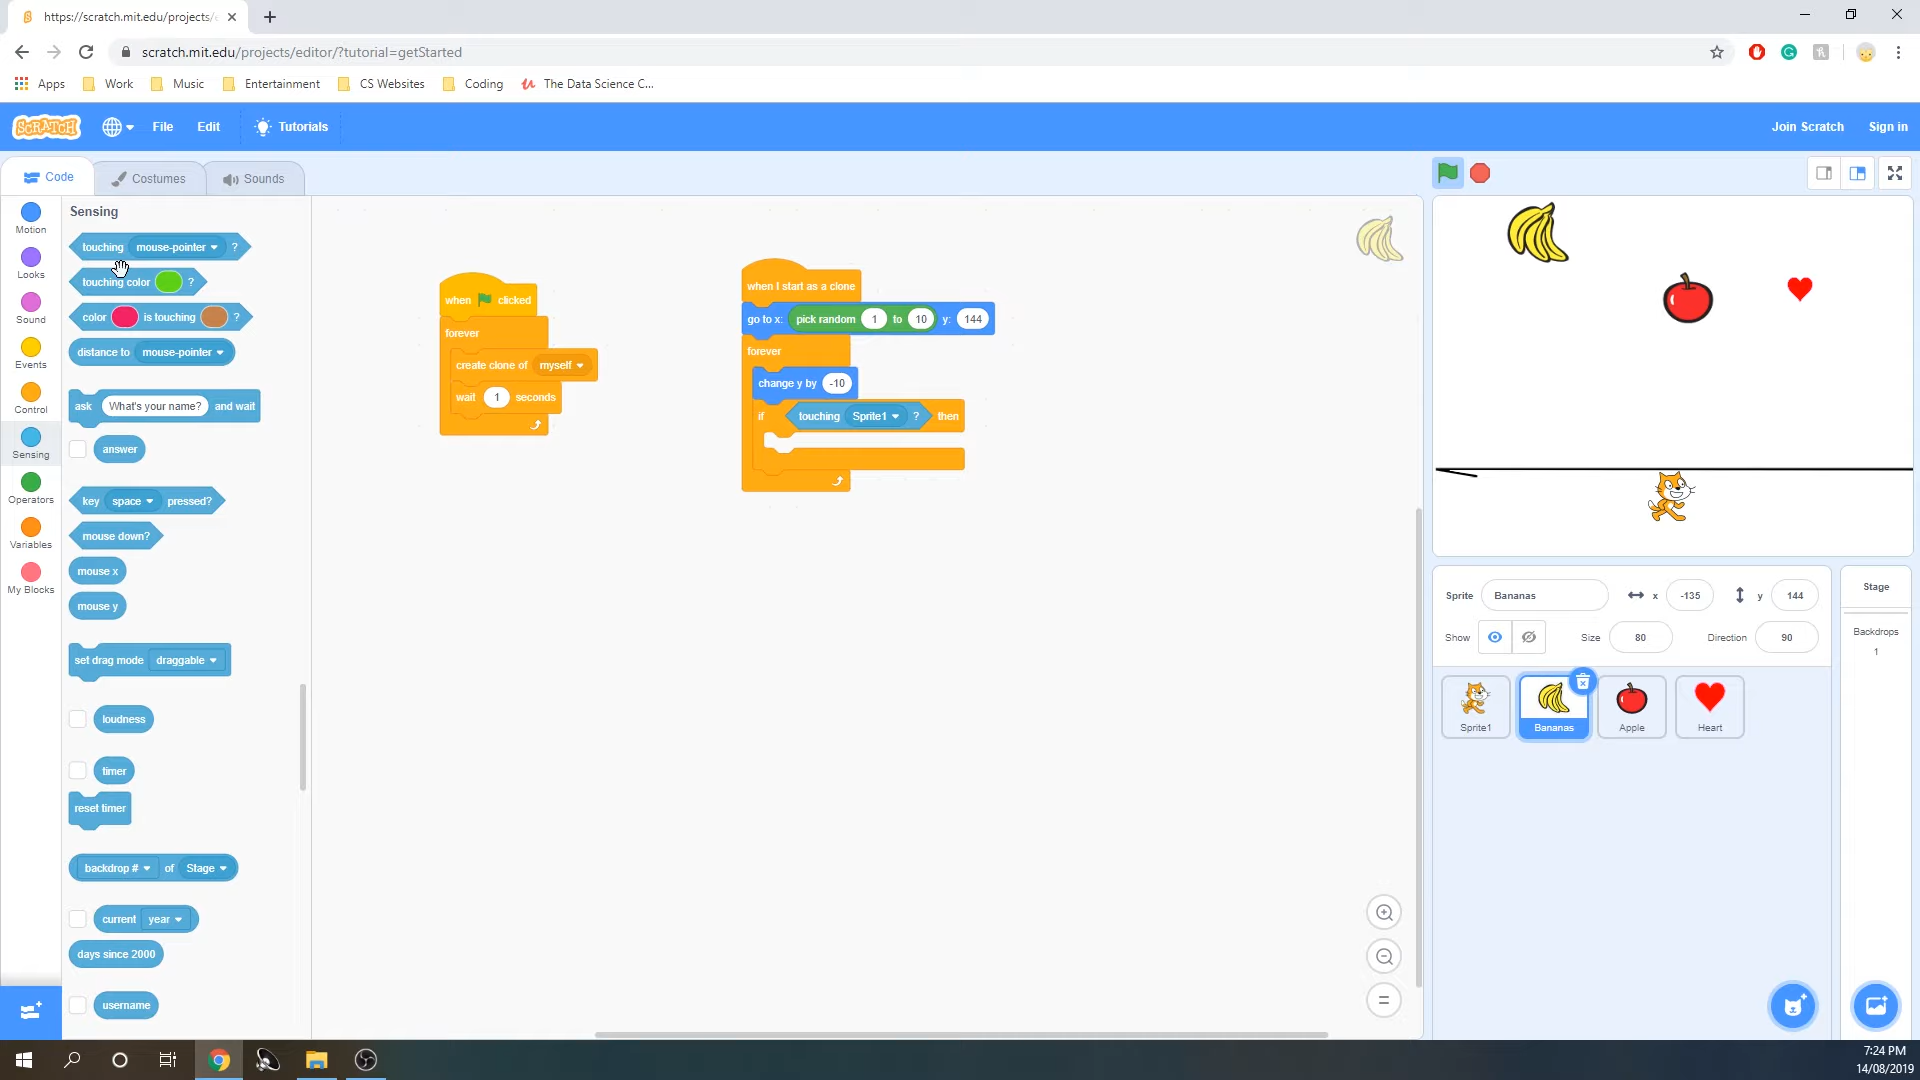 https://scratch.mit.edu/projects/e
scratch.mit.edu/projects/editor/?tutorial=getStarted
Apps Work Music Entertainment CS Websites Coding The Data Science C...
SCRATCH File Edit Tutorials Join Scratch Sign in
Code Costumes Sounds
Motion
Looks
Sound
Events
Control
Sensing
Operators
Variables
My Blocks
Sensing
touching mouse-pointer ?
touching color ?
color is touching ?
distance to mouse-pointer
ask What's your name? and wait
answer
key space pressed?
mouse down?
mouse x
mouse y
set drag mode draggable
loudness
timer
reset timer
backdrop # of Stage
current year
days since 2000
username
when clicked
forever
create clone of myself
wait 1 seconds
when I start as a clone
go to x: pick random 1 to 10 y: 144
forever
change y by -10
if touching Sprite1 ? then
Sprite Bananas x -135 y 144
Show Size 80 Direction 90
Sprite1 Bananas Apple Heart
Stage
Backdrops
1
7:24 PM
14/08/2019